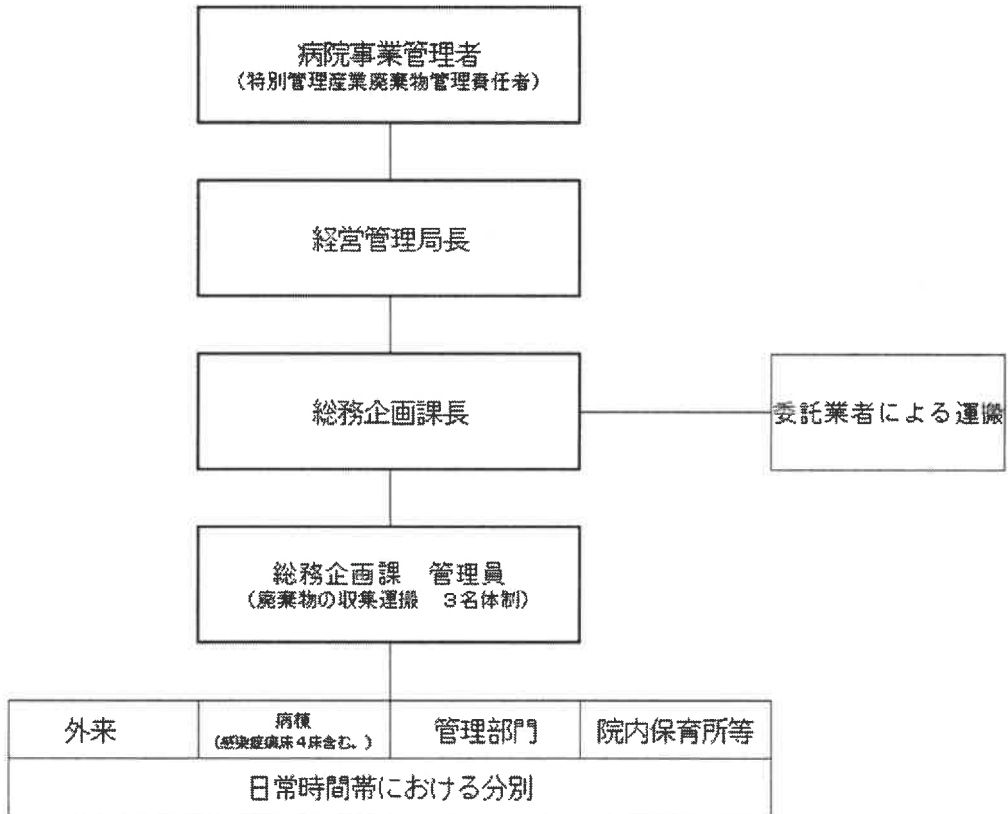 病院事業管理者
（特別管理産業廃棄物管理責任者）
経営管理局長
総務企画課長
委託業者による運搬
総務企画課　管理員
（廃棄物の収集運搬　３名体制）
外来
病棟
（感染症病床４床含む。）
管理部門
院内保育所等
日常時間帯における分別